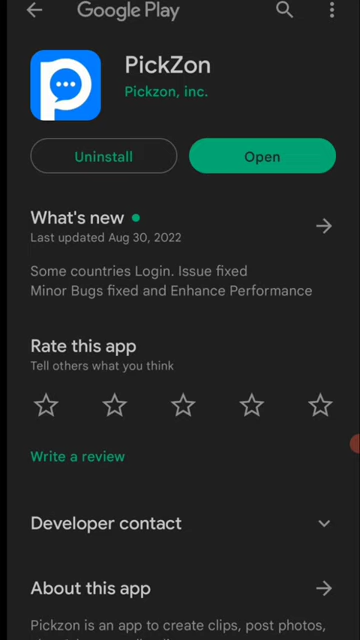 Google Play
PickZon
Pickzon, inc.
Uninstall
Open
What's new
Last updated Aug 30, 2022
Some countries Login. Issue fixed
Minor Bugs fixed and Enhance Performance
Rate this app
Tell others what you think
Write a review
Developer contact
About this app
Pickzon is an app to create clips, post photos,